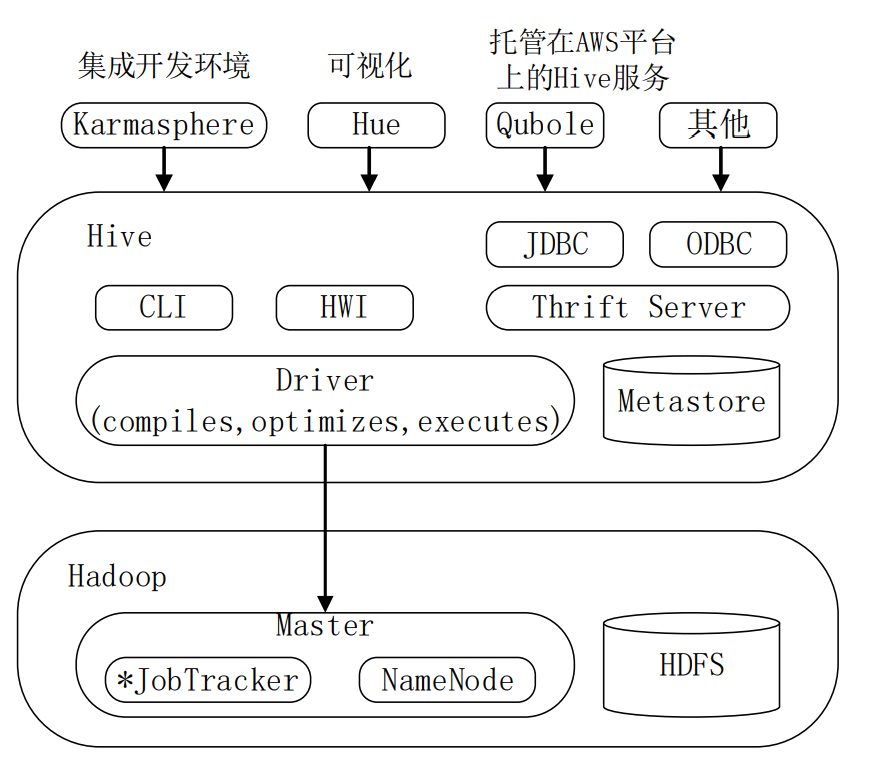 集成开发环境
可视化
托管在AWS平台
上的Hive服务
Karmasphere
Hue
Qubole
其他
Hive
JDBC
ODBC
CLI
HWI
Thrift Server
Driver
(compiles,optimizes,executes)
Metastore
Hadoop
Master
*JobTracker
NameNode
HDFS